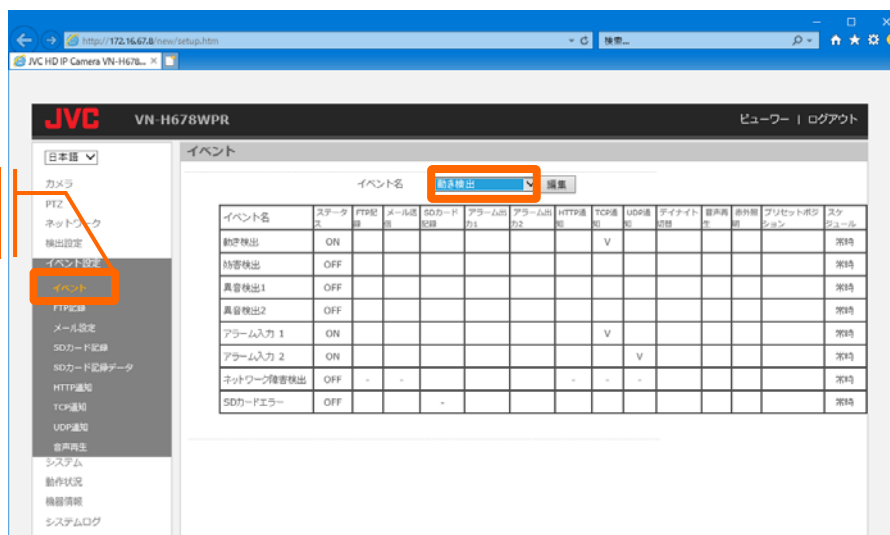 http://172.16.67.8/new/setup.htm
検索...
JVC HD IP Camera VN-H678... ×
JVC VN-H678WPR ビューワー | ログアウト
日本語
イベント
イベント名 動き検出 編集
カメラ
PTZ
ネットワーク
検出設定
イベント設定
イベント
FTP記録
メール設定
SDカード記録
SDカード記録データ
HTTP通知
TCP通知
UDP通知
音声再生
システム
動作状況
機器情報
システムログ
イベント名 ステータス FTP記録 メール送信 SDカード記録 アラーム出力1 アラーム出力2 HTTP通知 TCP通知 UDP通知 デイナイト切替 音声再生 赤外照明 プリセットポジション スケジュール
動き検出 ON V 常時
妨害検出 OFF 常時
異音検出1 OFF 常時
異音検出2 OFF 常時
アラーム入力 1 ON V 常時
アラーム入力 2 ON V 常時
ネットワーク障害検出 OFF - - - - - 常時
SDカードエラー OFF - 常時